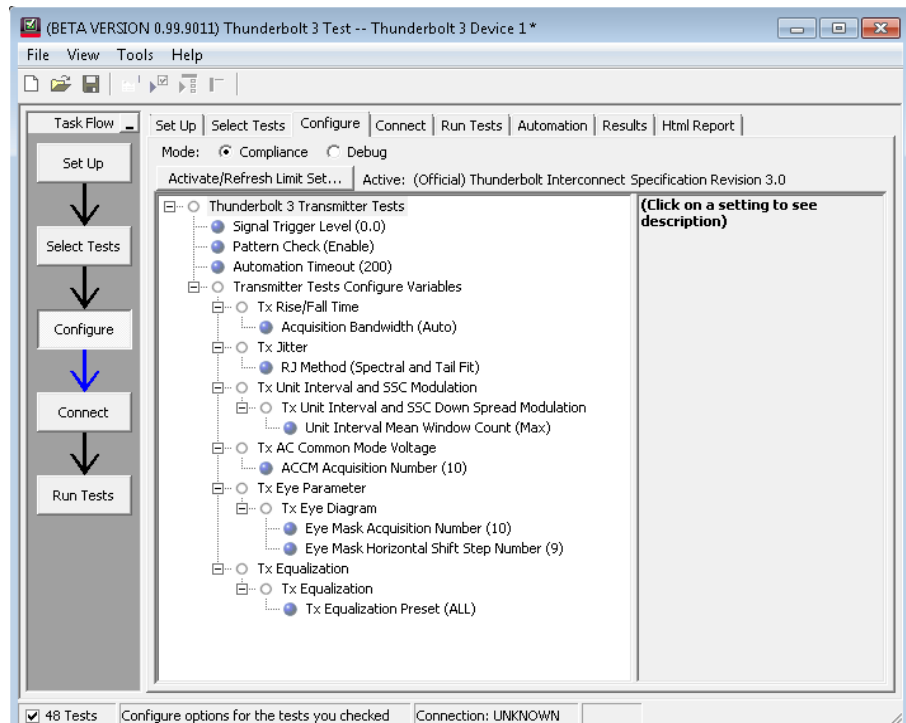 (BETA VERSION 0.99.9011) Thunderbolt 3 Test -- Thunderbolt 3 Device 1 *
File View Tools Help
Task Flow
Set Up
Select Tests
Configure
Connect
Run Tests
Set Up Select Tests Configure Connect Run Tests Automation Results Html Report
Mode: Compliance Debug
Activate/Refresh Limit Set... Active: (Official) Thunderbolt Interconnect Specification Revision 3.0
Thunderbolt 3 Transmitter Tests
Signal Trigger Level (0.0)
Pattern Check (Enable)
Automation Timeout (200)
Transmitter Tests Configure Variables
Tx Rise/Fall Time
Acquisition Bandwidth (Auto)
Tx Jitter
RJ Method (Spectral and Tail Fit)
Tx Unit Interval and SSC Modulation
Tx Unit Interval and SSC Down Spread Modulation
Unit Interval Mean Window Count (Max)
Tx AC Common Mode Voltage
ACCM Acquisition Number (10)
Tx Eye Parameter
Tx Eye Diagram
Eye Mask Acquisition Number (10)
Eye Mask Horizontal Shift Step Number (9)
Tx Equalization
Tx Equalization
Tx Equalization Preset (ALL)
(Click on a setting to see
description)
48 Tests Configure options for the tests you checked Connection: UNKNOWN